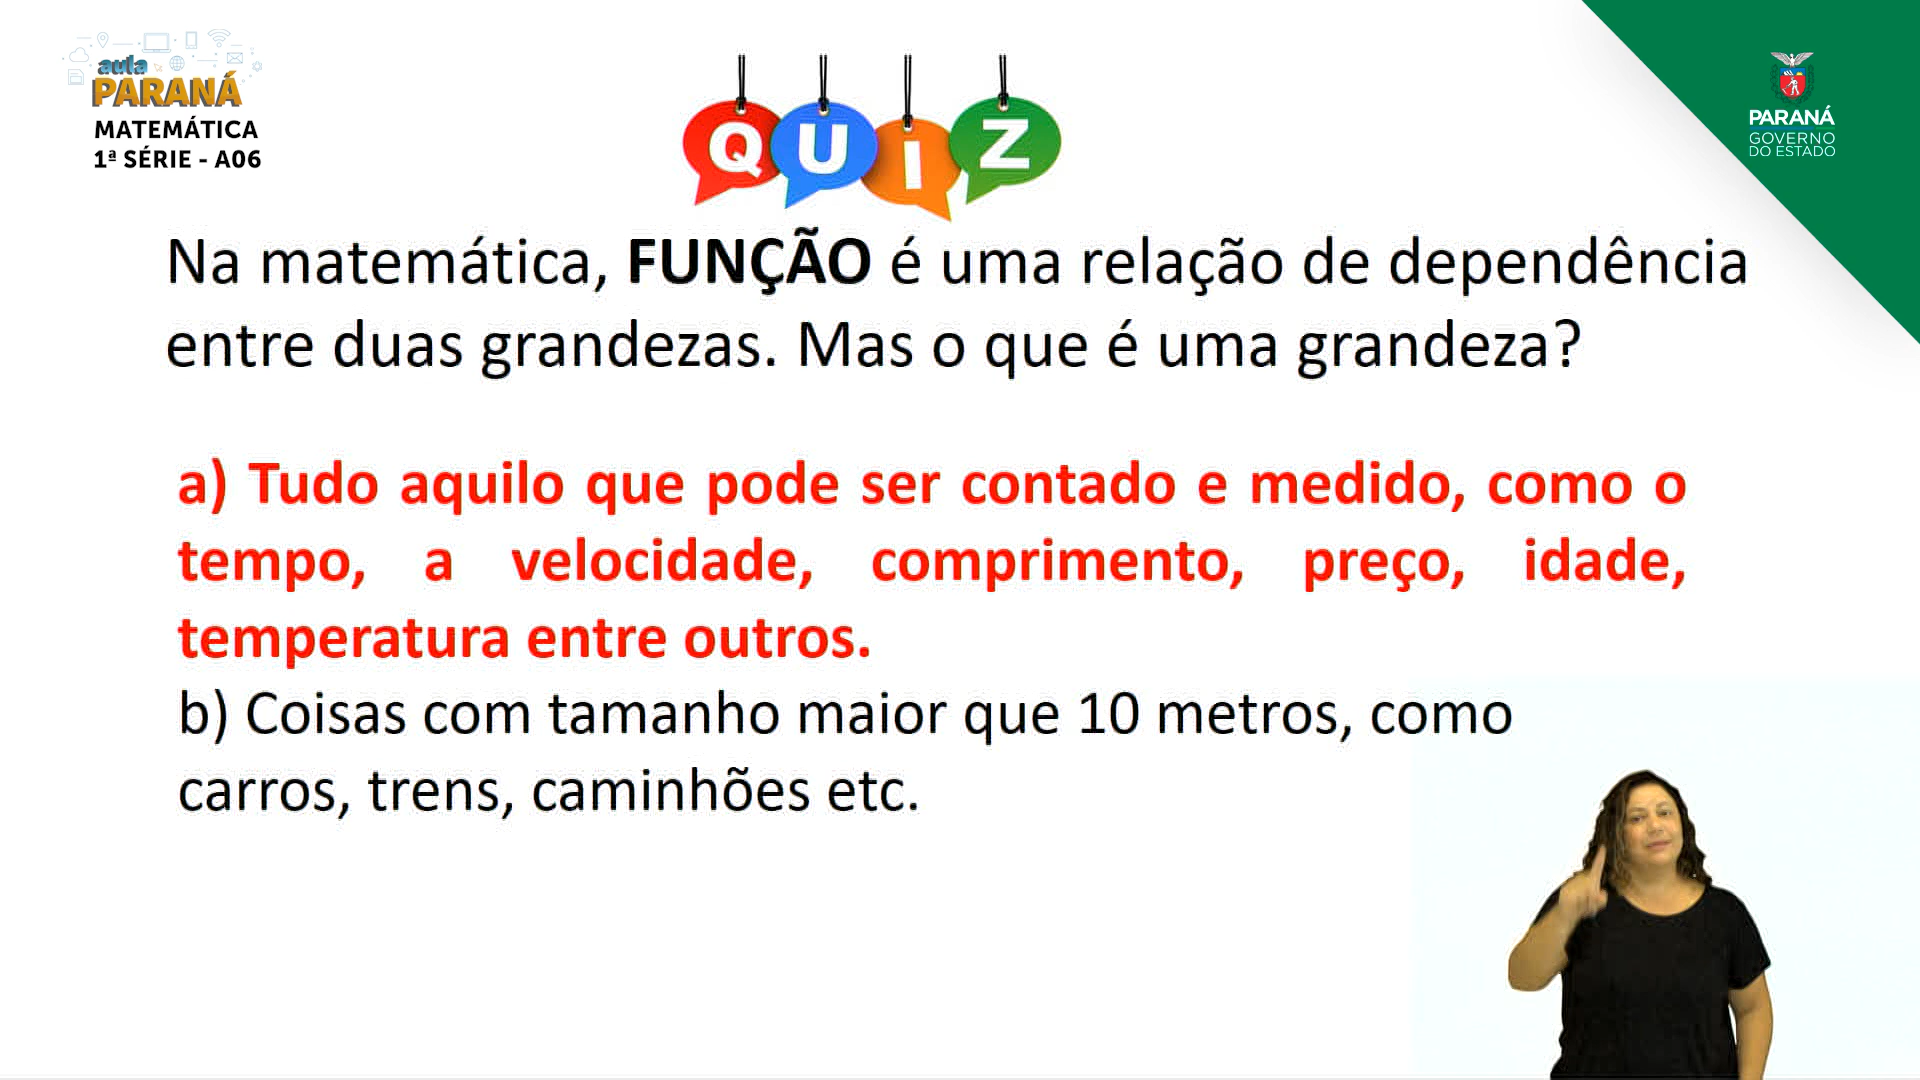 aula
PARANÁ
MATEMÁTICA
1ª SÉRIE - A06
QUIZ
PARANÁ
GOVERNO
DO ESTADO
Na matemática, FUNÇÃO é uma relação de dependência
entre duas grandezas. Mas o que é uma grandeza?
a) Tudo aquilo que pode ser contado e medido, como o
tempo, a velocidade, comprimento, preço, idade,
temperatura entre outros.
b) Coisas com tamanho maior que 10 metros, como
carros, trens, caminhões etc.